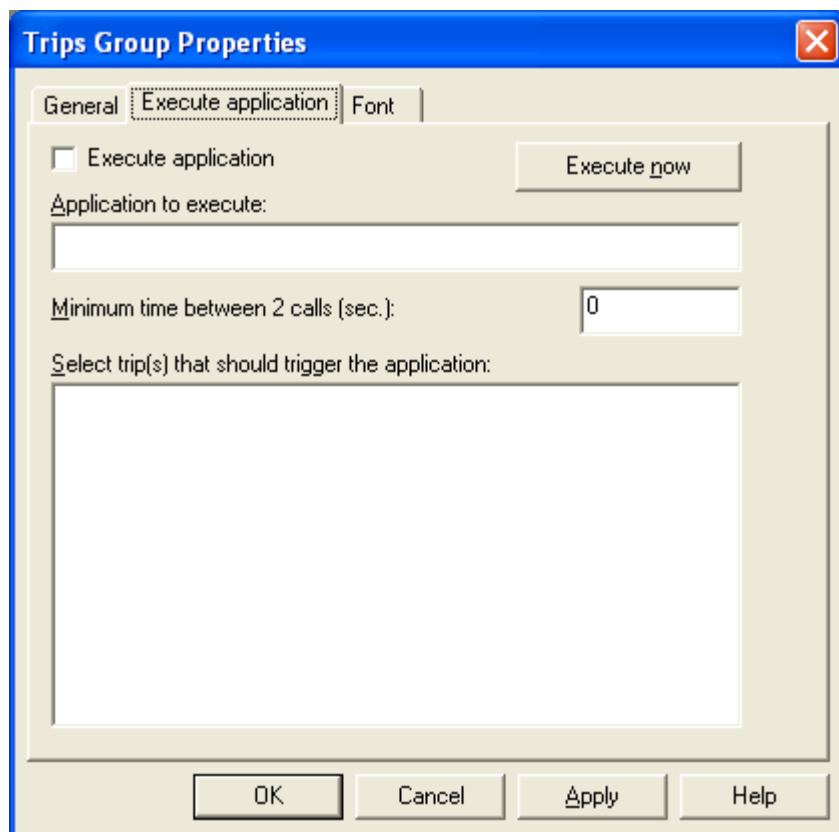 Trips Group Properties
General Execute application Font
Execute application Execute now
Application to execute:
Minimum time between 2 calls (sec.): 0
Select trip(s) that should trigger the application:
OK Cancel Apply Help